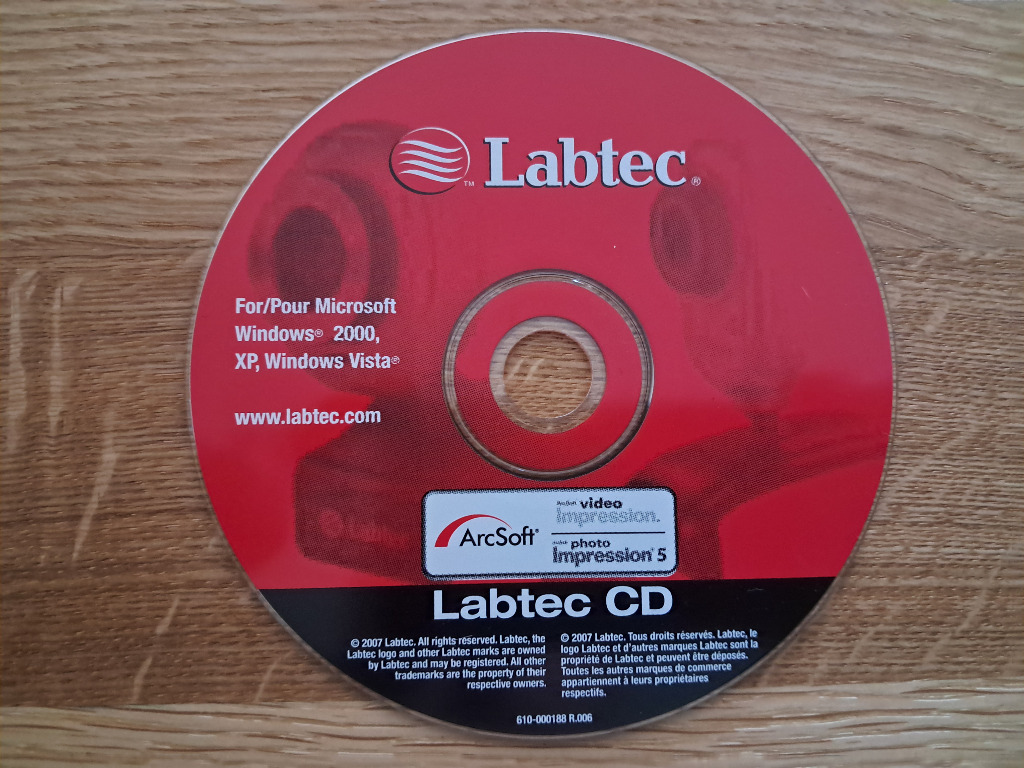 Labtec®
TM
For/Pour Microsoft
Windows® 2000,
XP, Windows Vista®
www.labtec.com
ArcSoft®
ArcSoft video
Impression.
ArcSoft photo
Impression® 5
Labtec CD
© 2007 Labtec. All rights reserved. Labtec, the
Labtec logo and other Labtec marks are owned
by Labtec and may be registered. All other
trademarks are the property of their
respective owners.
© 2007 Labtec. Tous droits réservés. Labtec, le
logo Labtec et d'autres marques Labtec sont la
propriété de Labtec et peuvent être déposés.
Toutes les autres marques de commerce
appartiennent à leurs propriétaires
respectifs.
610-000188 R.006